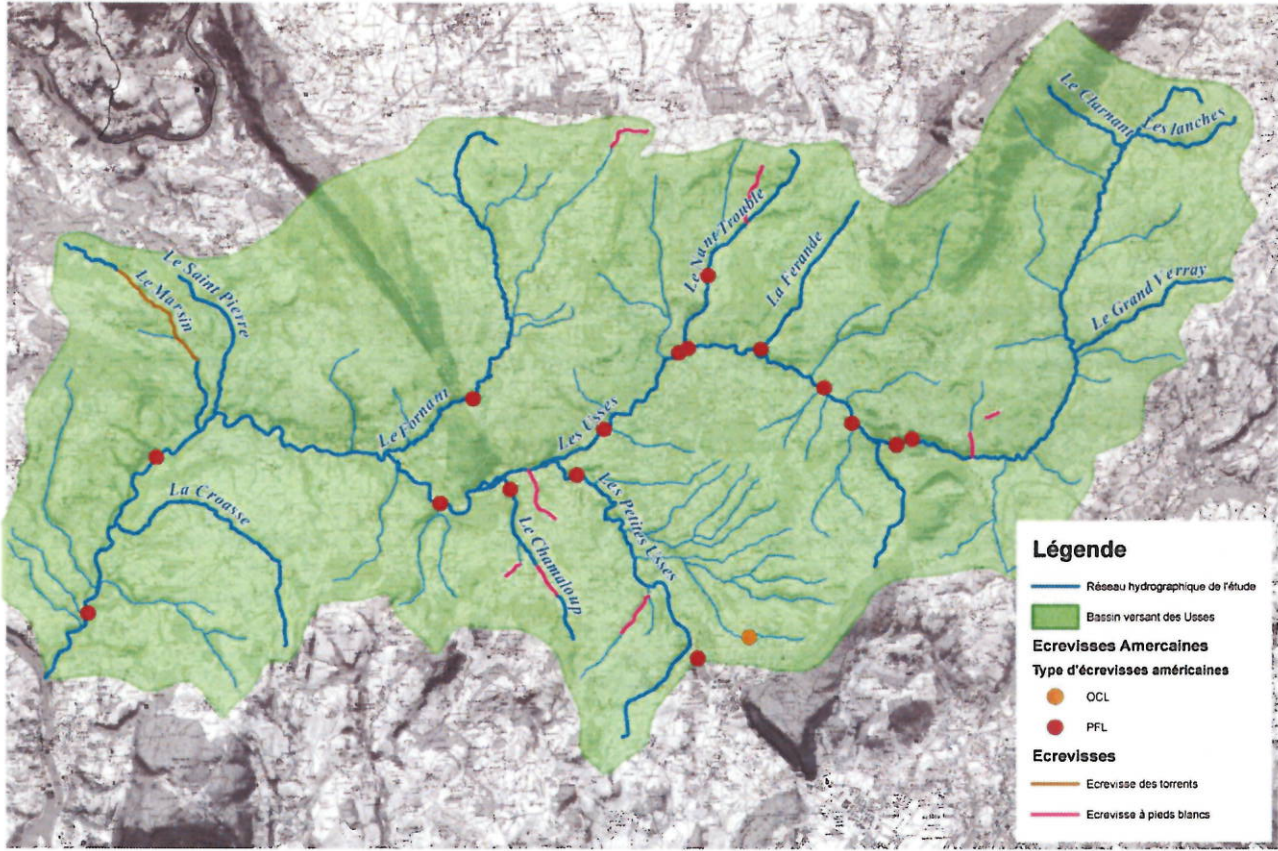 Le Clarnant
Les lanches
Le Nant Trouble
La Ferande
Le Saint Pierre
Le Marsin
Le Grand Verray
Le Fornant
Les Usses
La Croasse
Les Petites Usses
Le Chamaloup
Légende
Réseau hydrographique de l'étude
Bassin versant des Usses
Ecrevisses Amercaines
Type d'écrevisses américaines
OCL
PFL
Ecrevisses
Ecrevisse des torrents
Ecrevisse à pieds blancs